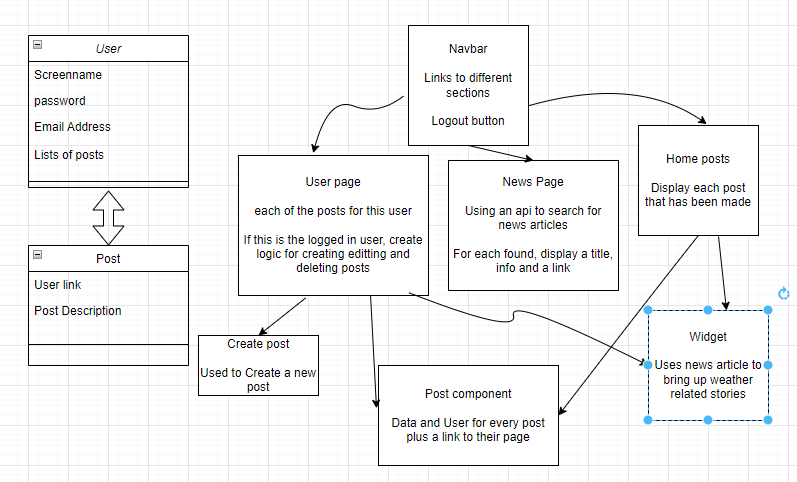 User
Screenname
password
Email Address
Lists of posts
Post
User link
Post Description
Navbar
Links to different
sections
Logout button
User page
each of the posts for this user
If this is the logged in user, create
logic for creating editting and
deleting posts
News Page
Using an api to search for
news articles
For each found, display a title,
info and a link
Home posts
Display each post
that has been made
Create post
Used to Create a new
post
Post component
Data and User for every post
plus a link to their page
Widget
Uses news article to
bring up weather
related stories